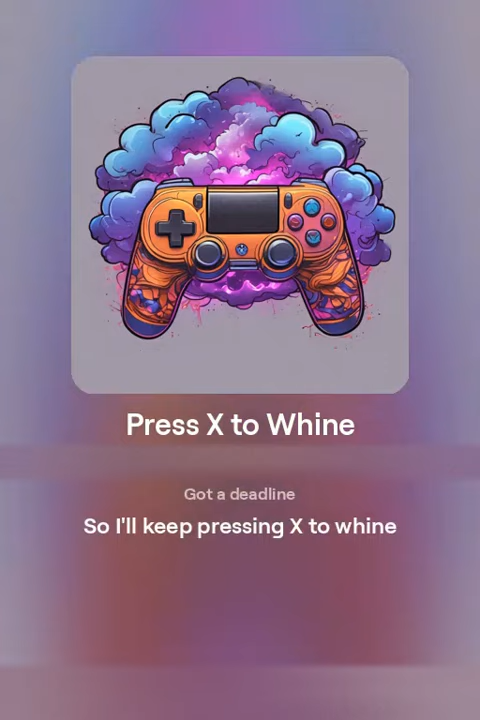 Press X to Whine
Got a deadline
So I'll keep pressing X to whine